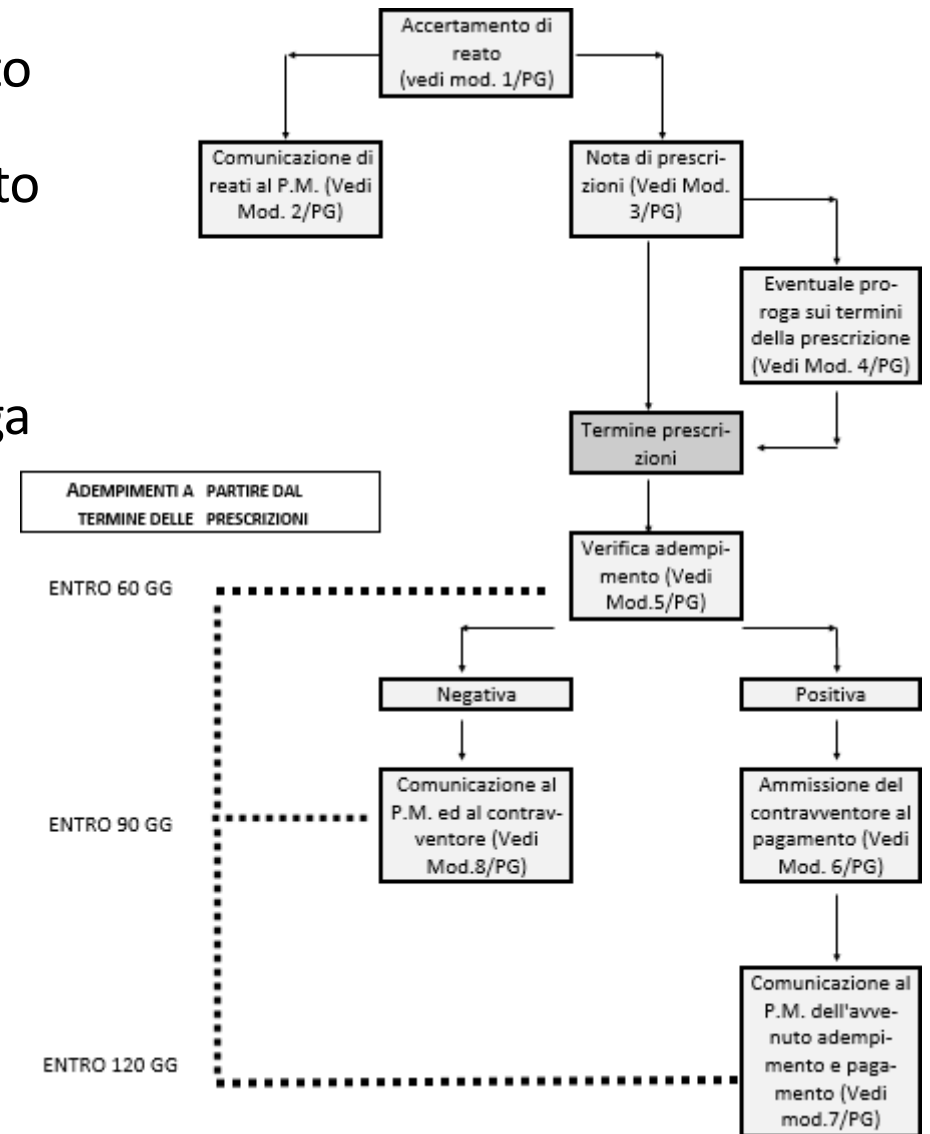 to
to
ga
Accertamento di
reato
(vedi mod. 1/PG)
Comunicazione di
reati al P.M. (Vedi
Mod. 2/PG)
Nota di prescri-
zioni (Vedi Mod.
3/PG)
Eventuale pro-
roga sui termini
della prescrizione
(Vedi Mod. 4/PG)
Termine prescri-
zioni
ADEMPIMENTI A PARTIRE DAL
TERMINE DELLE PRESCRIZIONI
Verifica adempi-
mento (Vedi
Mod.5/PG)
ENTRO 60 GG
Negativa
Positiva
Comunicazione al
P.M. ed al contrav-
ventore (Vedi
Mod.8/PG)
Ammissione del
contravventore al
pagamento (Vedi
Mod. 6/PG)
ENTRO 90 GG
Comunicazione al
P.M. dell'avve-
nuto adempi-
mento e paga-
mento (Vedi
mod.7/PG)
ENTRO 120 GG